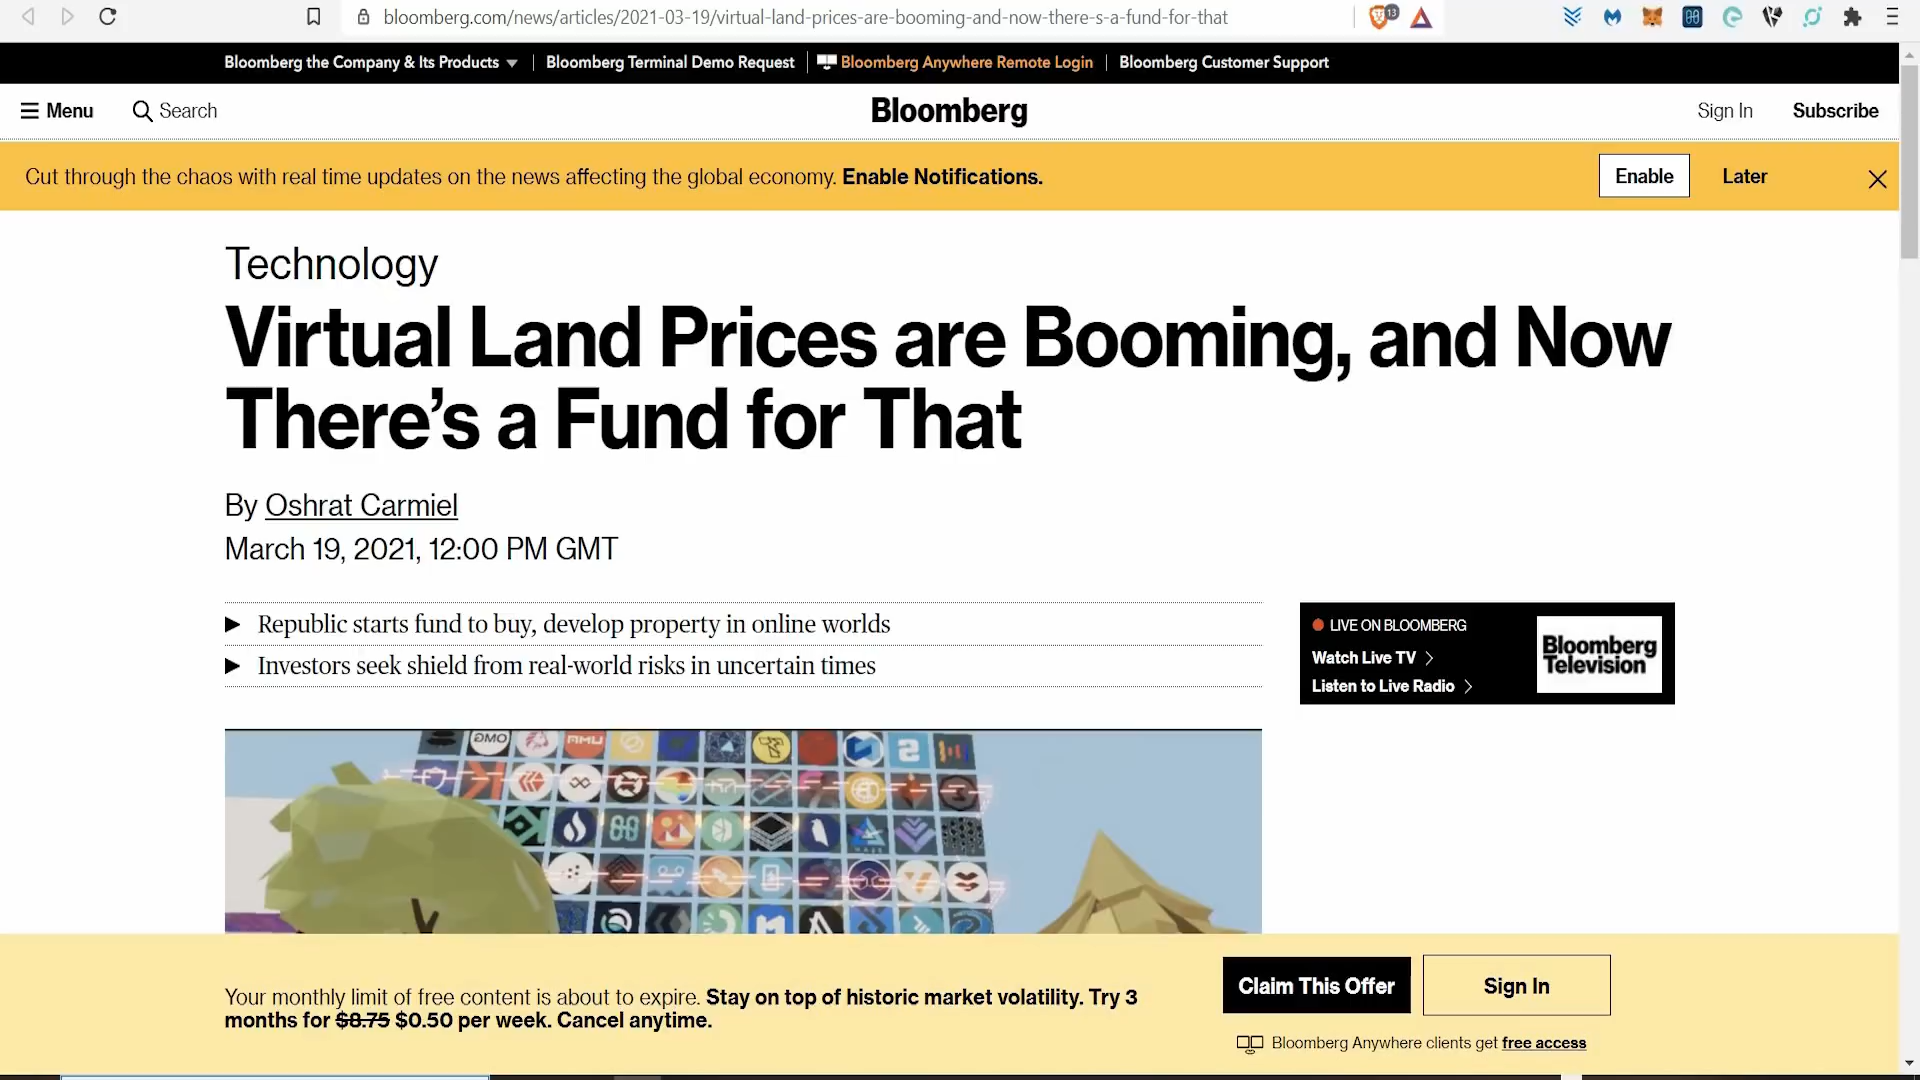 bloomberg.com/news/articles/2021-03-19/virtual-land-prices-are-booming-and-now-there-s-a-fund-for-that
13
Bloomberg the Company & Its Products
Bloomberg Terminal Demo Request
Bloomberg Anywhere Remote Login
Bloomberg Customer Support
Menu
Search
Bloomberg
Sign In
Subscribe
Cut through the chaos with real time updates on the news affecting the global economy. Enable Notifications.
Enable
Later
Technology
Virtual Land Prices are Booming, and Now
There’s a Fund for That
By Oshrat Carmiel
March 19, 2021, 12:00 PM GMT
Republic starts fund to buy, develop property in online worlds
Investors seek shield from real-world risks in uncertain times
LIVE ON BLOOMBERG
Watch Live TV
Listen to Live Radio
Bloomberg
Television
Your monthly limit of free content is about to expire. Stay on top of historic market volatility. Try 3
months for $8.75 $0.50 per week. Cancel anytime.
Claim This Offer
Sign In
Bloomberg Anywhere clients get free access